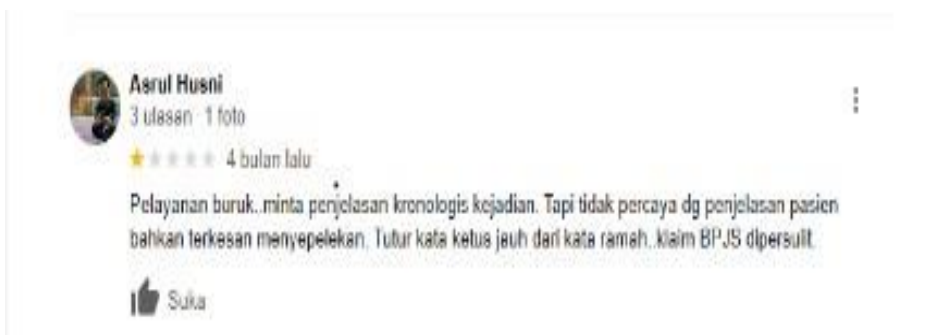 Asrul Husni
3 ulasan · 1 foto
4 bulan lalu
Pelayanan buruk..minta penjelasan kronologis kejadian. Tapi tidak percaya dg penjelasan pasien
bahkan terkesan menyepelekan. Tutur kata ketus jauh dari kata ramah..klaim BPJS dipersulit.
Suka